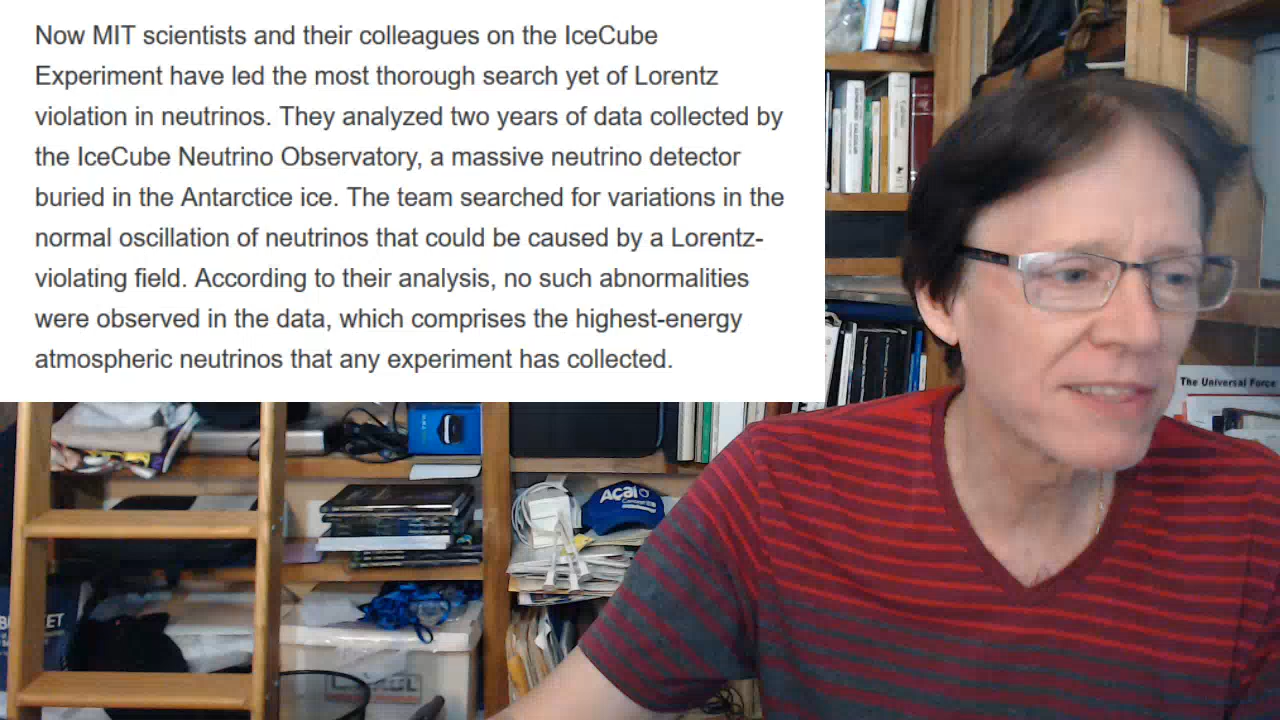 Now MIT scientists and their colleagues on the IceCube
Experiment have led the most thorough search yet of Lorentz
violation in neutrinos. They analyzed two years of data collected by
the IceCube Neutrino Observatory, a massive neutrino detector
buried in the Antarctice ice. The team searched for variations in the
normal oscillation of neutrinos that could be caused by a Lorentz-
violating field. According to their analysis, no such abnormalities
were observed in the data, which comprises the highest-energy
atmospheric neutrinos that any experiment has collected.
The Universal Force
Açaí